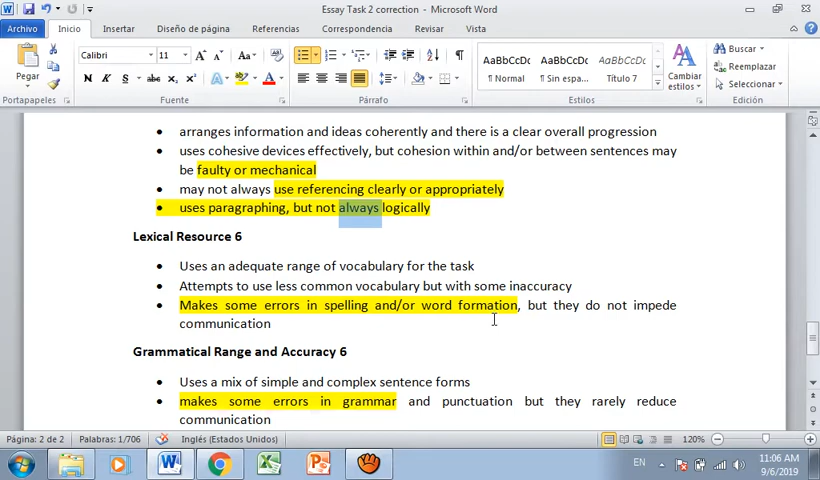 Essay Task 2 correction - Microsoft Word
Archivo Inicio Insertar Diseño de página Referencias Correspondencia Revisar Vista
Calibri 11 Aa
AaBbCcDc AaBbCcDc AaBbCcDc
Buscar
Reemplazar
Seleccionar
Pegar
N K S abc x₂ x² A
¶ Normal ¶ Sin espa... Título 7
Cambiar estilos
Portapapeles Fuente Párrafo Estilos Edición
• arranges information and ideas coherently and there is a clear overall progression
• uses cohesive devices effectively, but cohesion within and/or between sentences may
be faulty or mechanical
• may not always use referencing clearly or appropriately
• uses paragraphing, but not always logically
Lexical Resource 6
• Uses an adequate range of vocabulary for the task
• Attempts to use less common vocabulary but with some inaccuracy
• Makes some errors in spelling and/or word formation, but they do not impede
communication
Grammatical Range and Accuracy 6
• Uses a mix of simple and complex sentence forms
• makes some errors in grammar and punctuation but they rarely reduce
communication
Página: 2 de 2 Palabras: 1/706 Inglés (Estados Unidos) 120%
EN 11:06 AM
9/6/2019